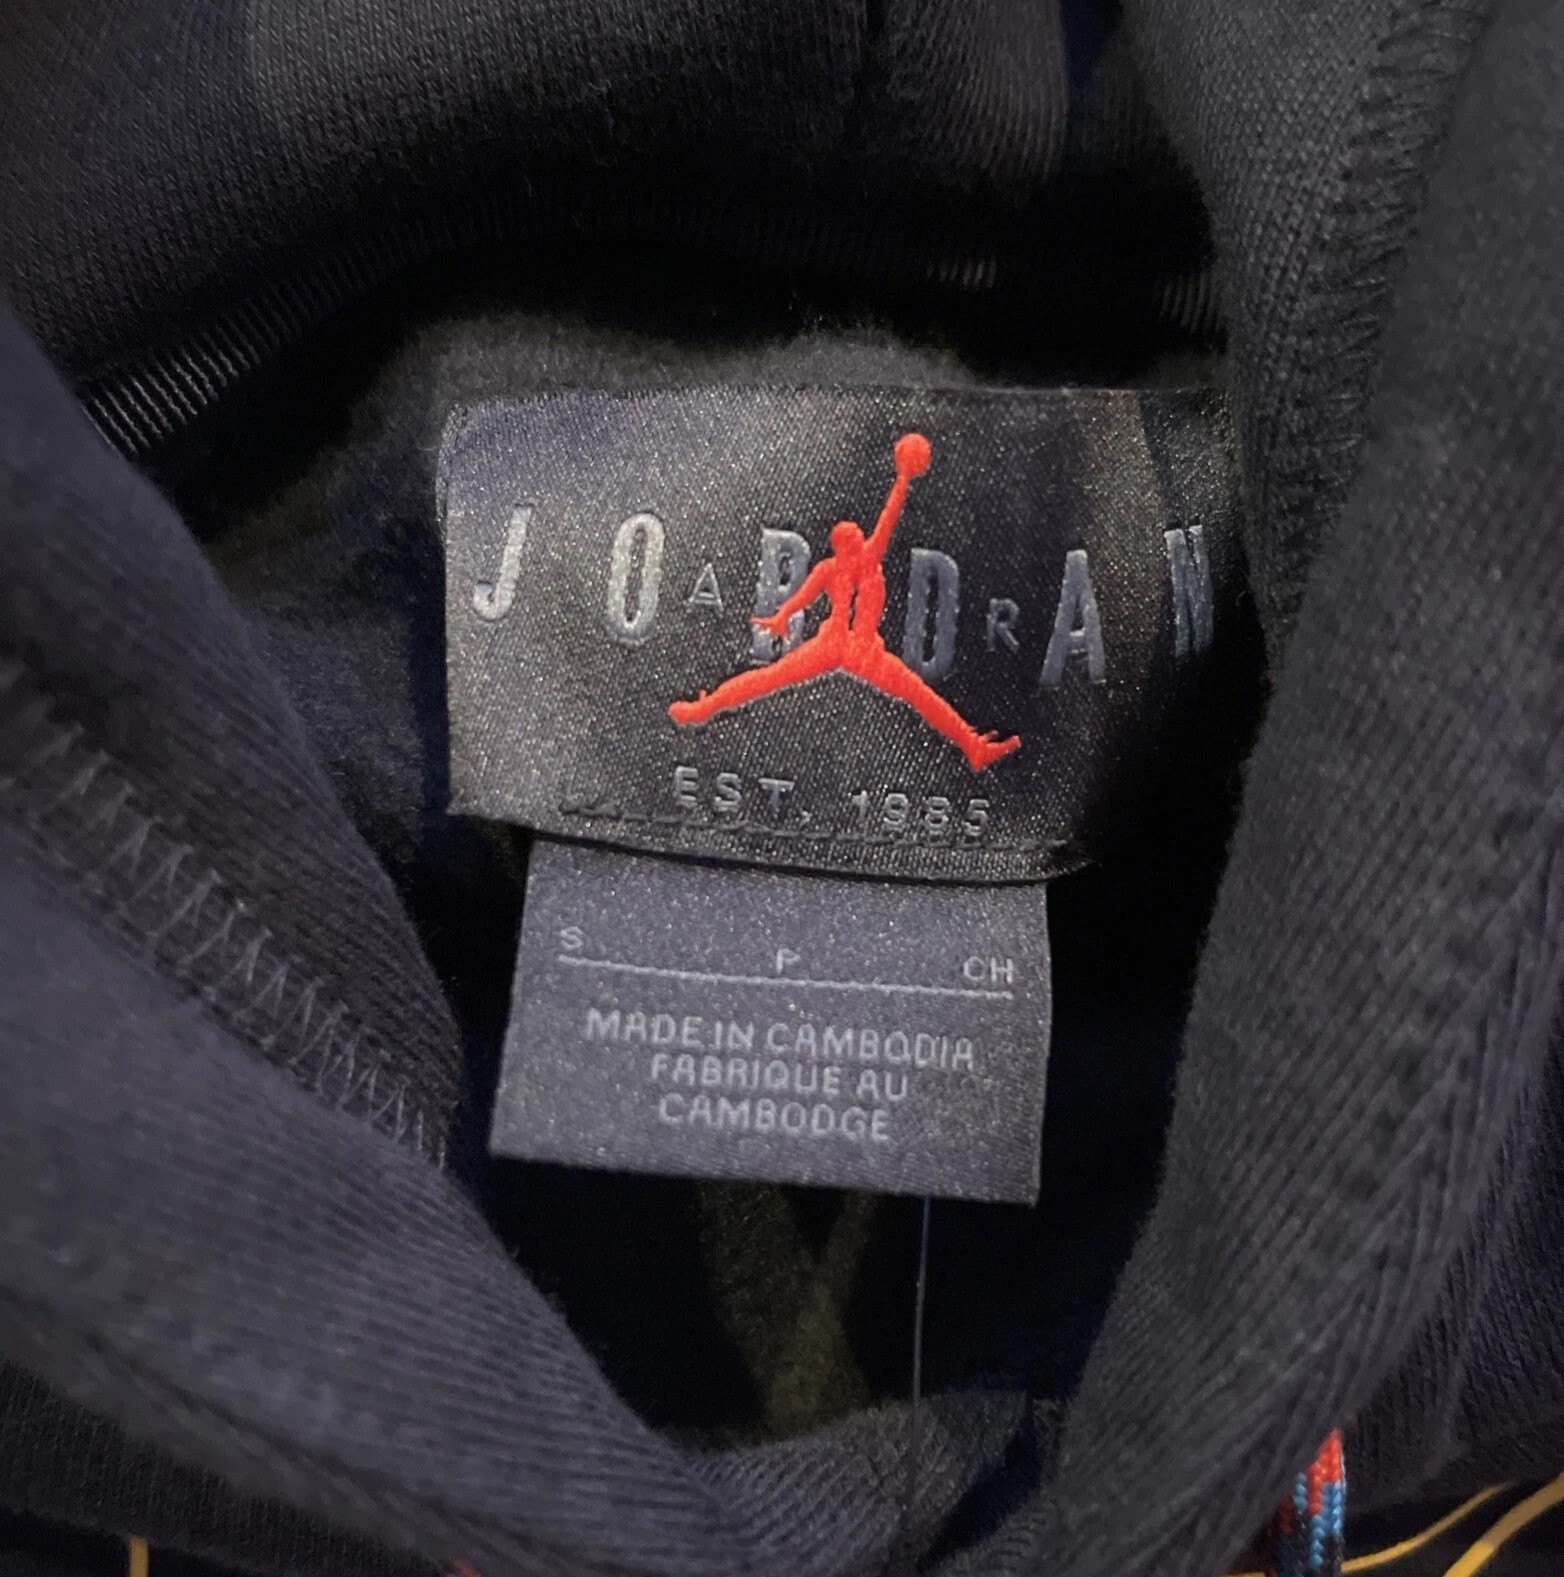 JORDAN
AIR
EST. 1985
S P CH
MADE IN CAMBODIA
FABRIQUE AU
CAMBODGE